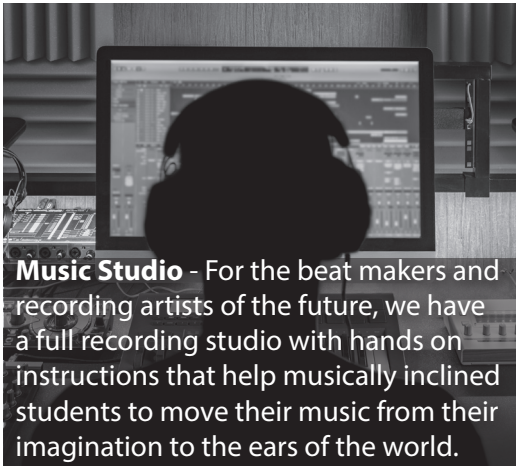 Music Studio - For the beat makers and
recording artists of the future, we have
a full recording studio with hands on
instructions that help musically inclined
students to move their music from their
imagination to the ears of the world.